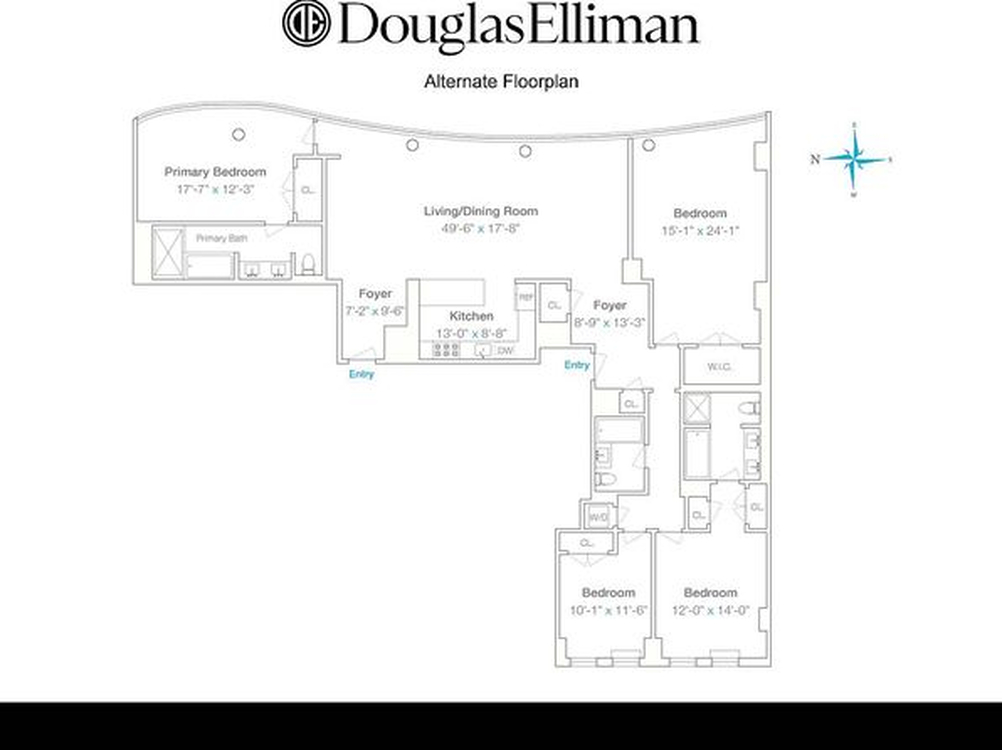 DE DouglasElliman
Alternate Floorplan
E
N
S
W
Primary Bedroom
17'-7" x 12'-3"
CL.
Living/Dining Room
49'-6" x 17'-8"
Bedroom
15'-1" x 24'-1"
Primary Bath
Foyer
7'-2" x 9'-6"
REF
CL.
Foyer
8'-9" x 13'-3"
Kitchen
13'-0" x 8'-8"
DW
Entry
Entry
W.I.C.
CL.
CL.
CL.
W/D
CL.
Bedroom
10'-1" x 11'-6"
Bedroom
12'-0" x 14'-0"